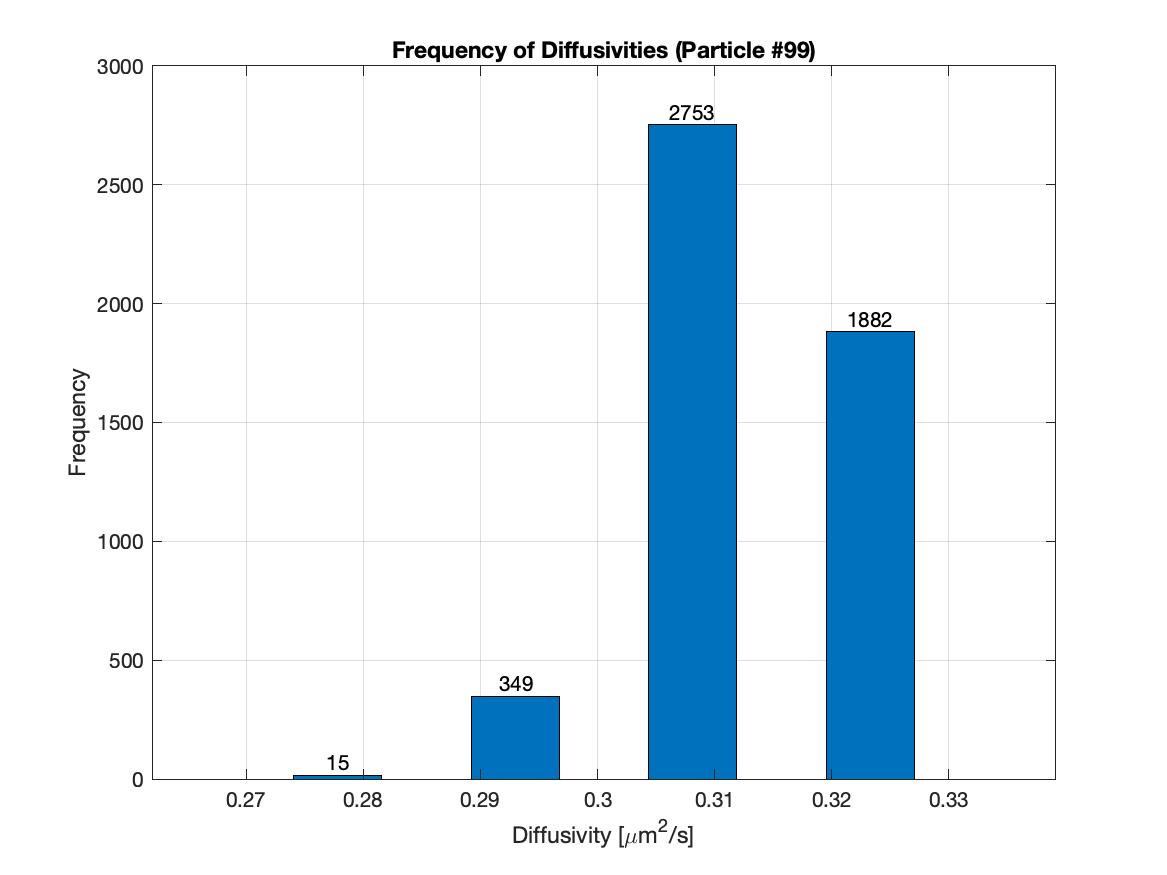 Frequency of Diffusivities (Particle #99)
3000
2753
2500
2000
1882
1500
Frequency
1000
500
349
15
0
0.27 0.28 0.29 0.3 0.31 0.32 0.33
Diffusivity [μm²/s]